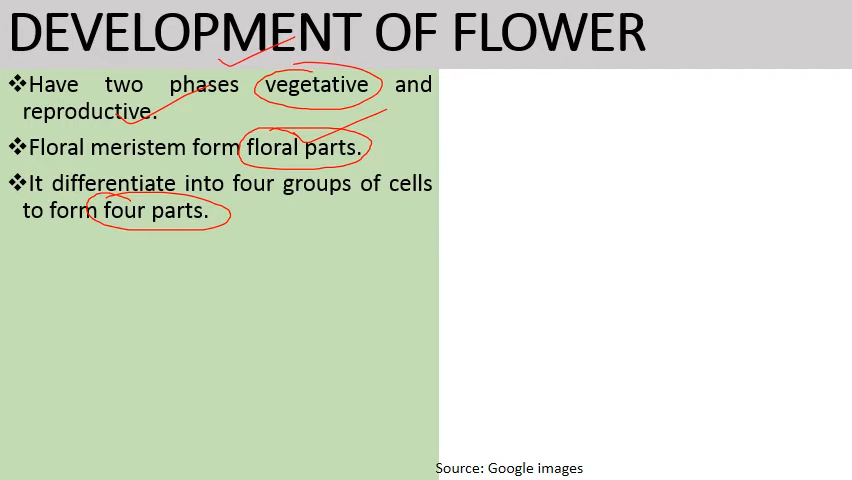 DEVELOPMENT OF FLOWER
❖Have two phases vegetative and
reproductive.
❖Floral meristem form floral parts.
❖It differentiate into four groups of cells
to form four parts.
Source: Google images